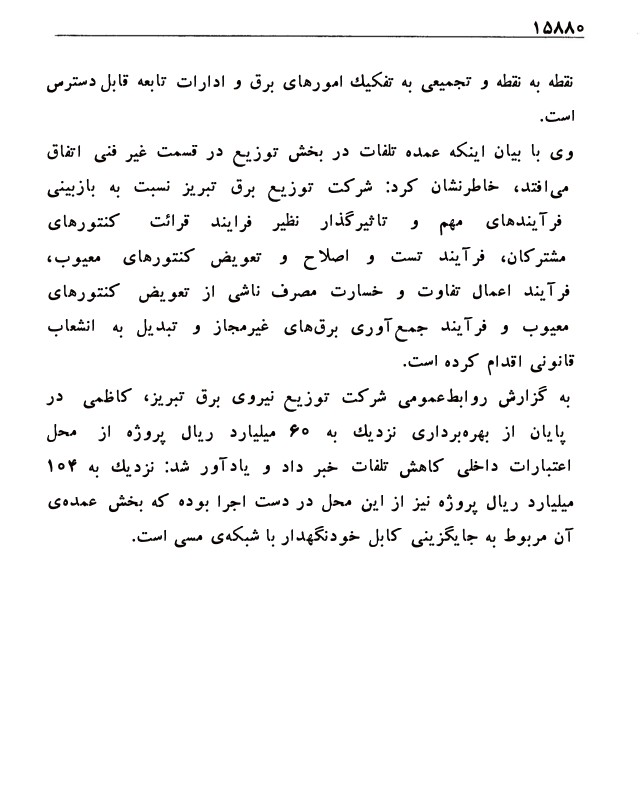 ۱۵۸۸۰
نقطه به نقطه و تجمیعی به تفکیك امورهای برق و ادارات تابعه قابل دسترس
است.
وی با بیان اینکه عمده تلفات در بخش توزیع در قسمت غیر فنی اتفاق
می‌افتد، خاطرنشان کرد: شرکت توزیع برق تبریز نسبت به بازبینی
فرآیندهای مهم و تاثیرگذار نظیر فرایند قرائت کنتورهای
مشترکان، فرآیند تست و اصلاح و تعویض کنتورهای معیوب،
فرآیند اعمال تفاوت و خسارت مصرف ناشی از تعویض کنتورهای
معیوب و فرآیند جمع‌آوری برق‌های غیرمجاز و تبدیل به انشعاب
قانونی اقدام کرده است.
به گزارش روابط‌عمومی شرکت توزیع نیروی برق تبریز، کاظمی در
پایان از بهره‌برداری نزدیك به ۶۰ میلیارد ریال پروژه از محل
اعتبارات داخلی کاهش تلفات خبر داد و یادآور شد: نزدیك به ۱۰۴
میلیارد ریال پروژه نیز از این محل در دست اجرا بوده که بخش عمده‌ی
آن مربوط به جایگزینی کابل خودنگهدار با شبکه‌ی مسی است.